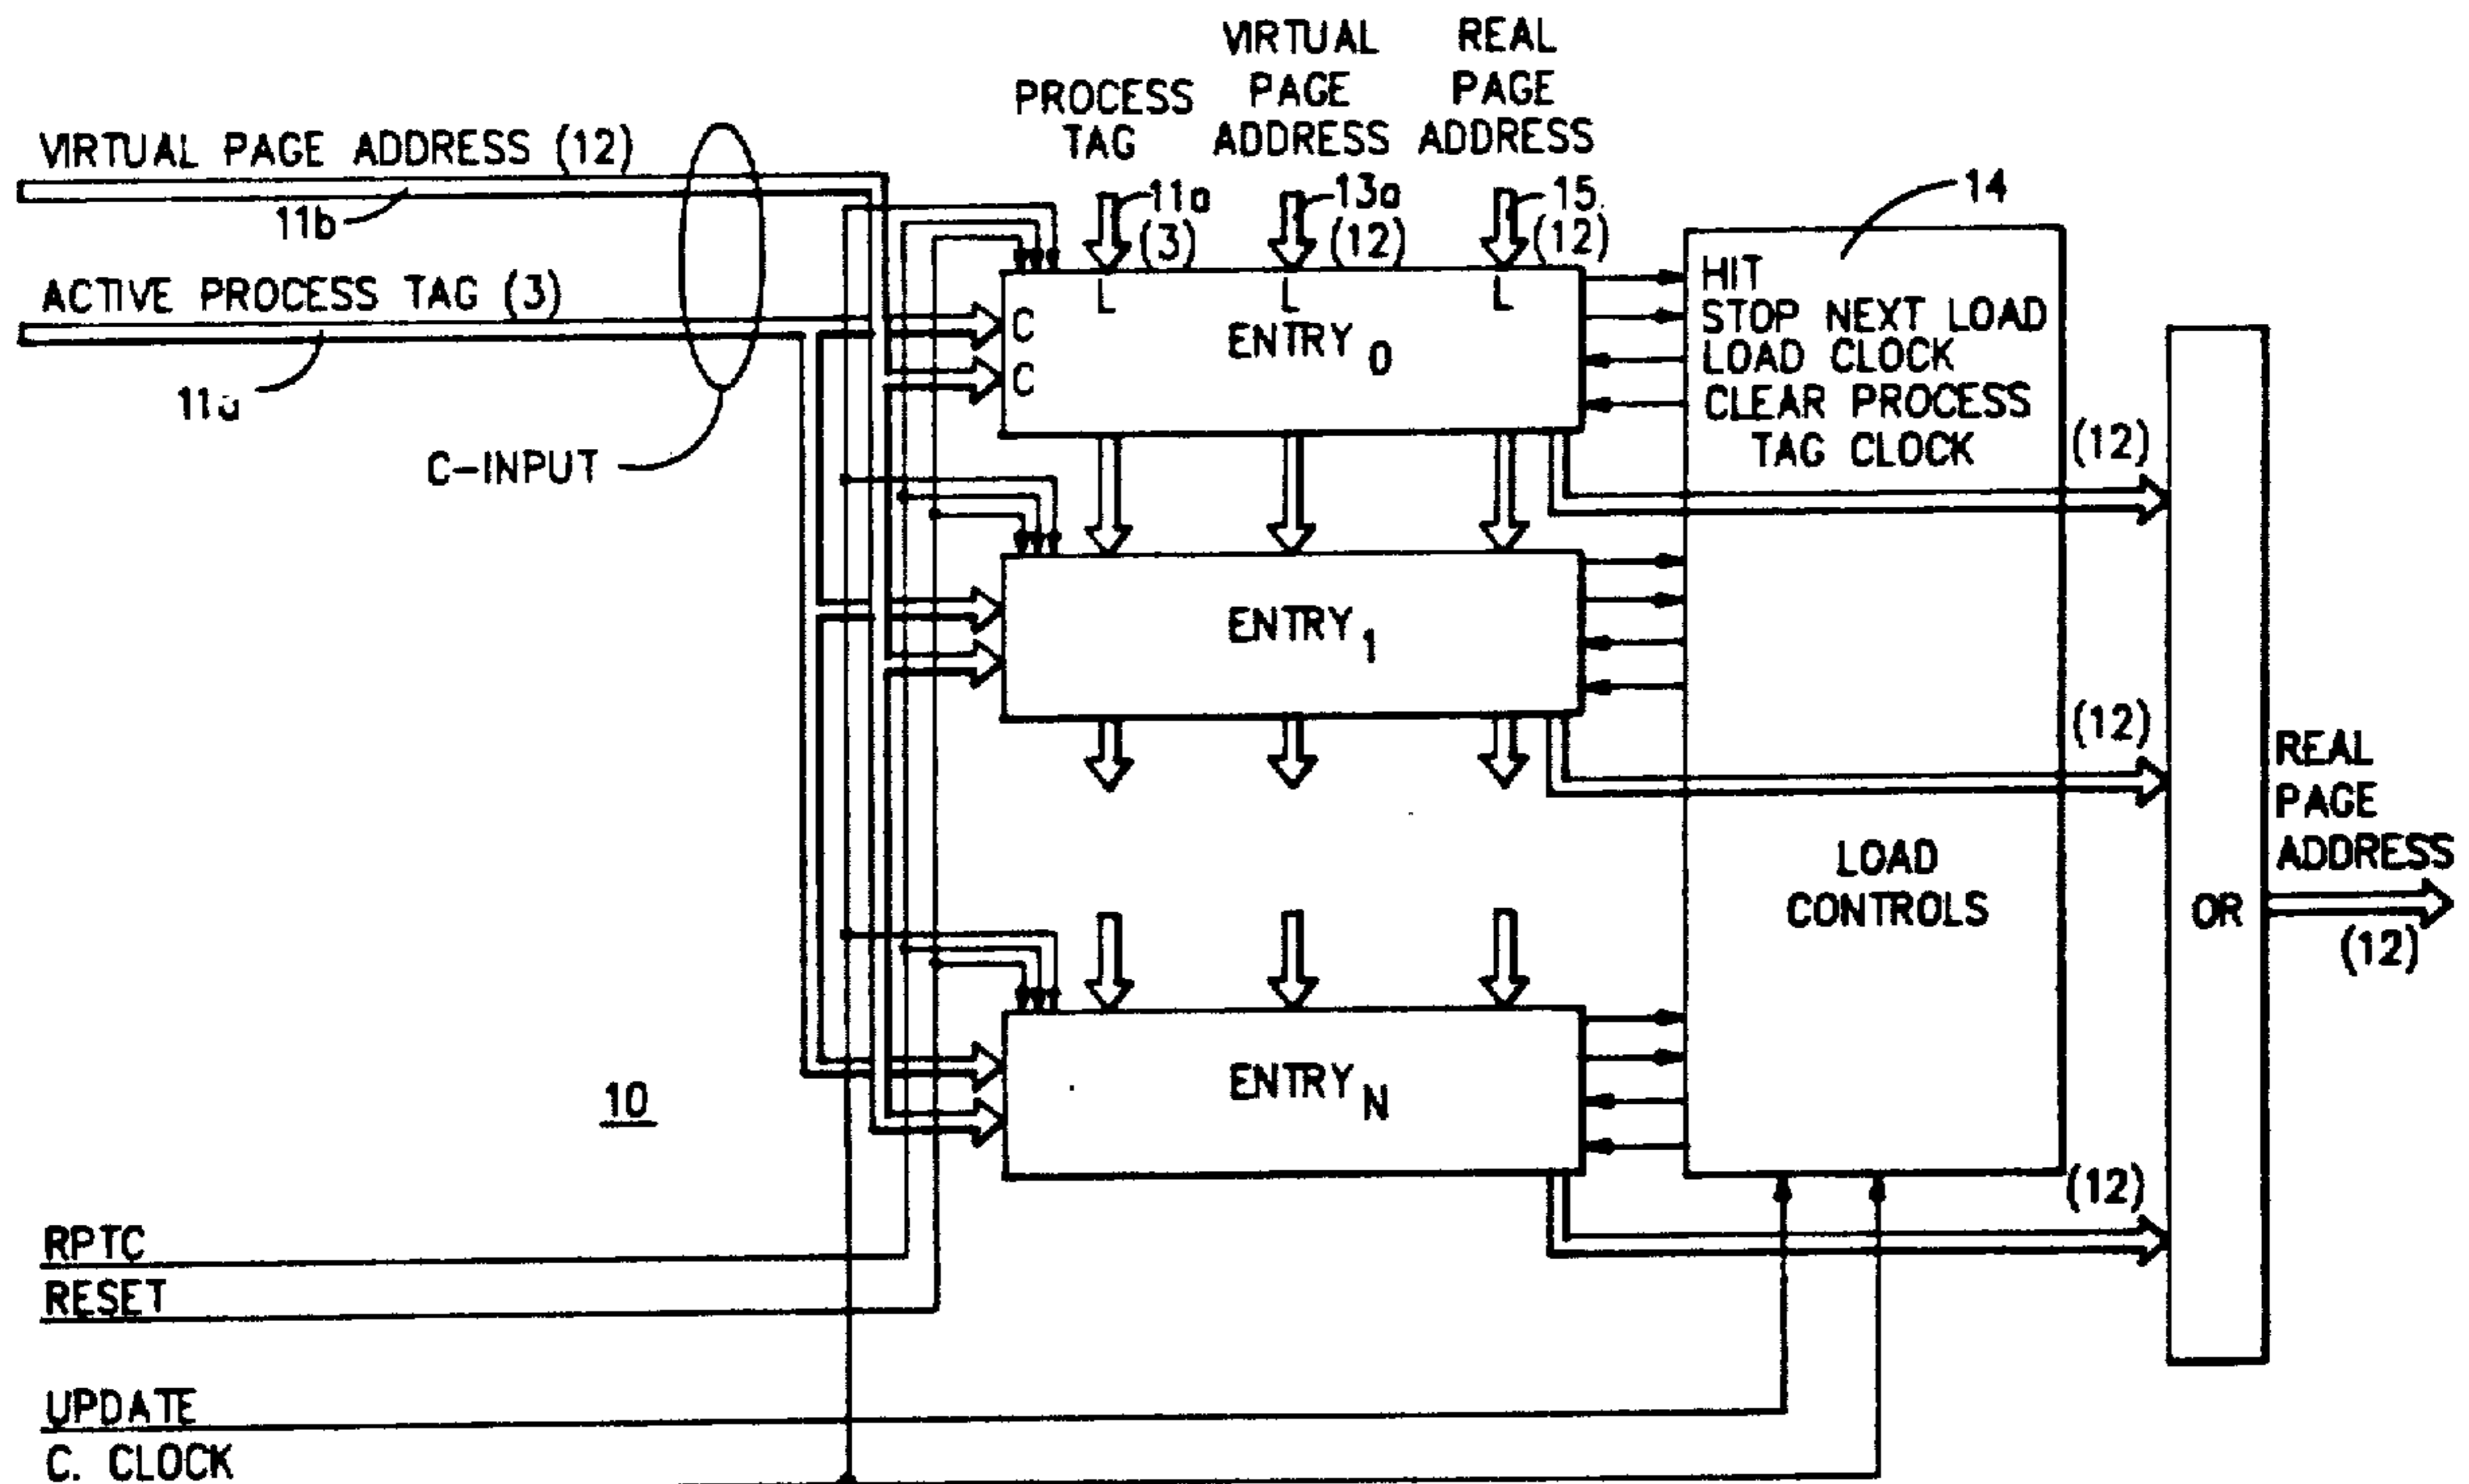 VIRTUAL PAGE ADDRESS (12)
11b
ACTIVE PROCESS TAG (3)
11a
C-INPUT
PROCESS
TAG
VIRTUAL
PAGE
ADDRESS
REAL
PAGE
ADDRESS
11a
(3)
13a
(12)
15
(12)
14
L
L
L
C
C
ENTRY 0
HIT
STOP NEXT LOAD
LOAD CLOCK
CLEAR PROCESS
TAG CLOCK
(12)
ENTRY 1
(12)
LOAD
CONTROLS
OR
REAL
PAGE
ADDRESS
(12)
ENTRY N
(12)
10
RPTC
RESET
UPDATE
C. CLOCK